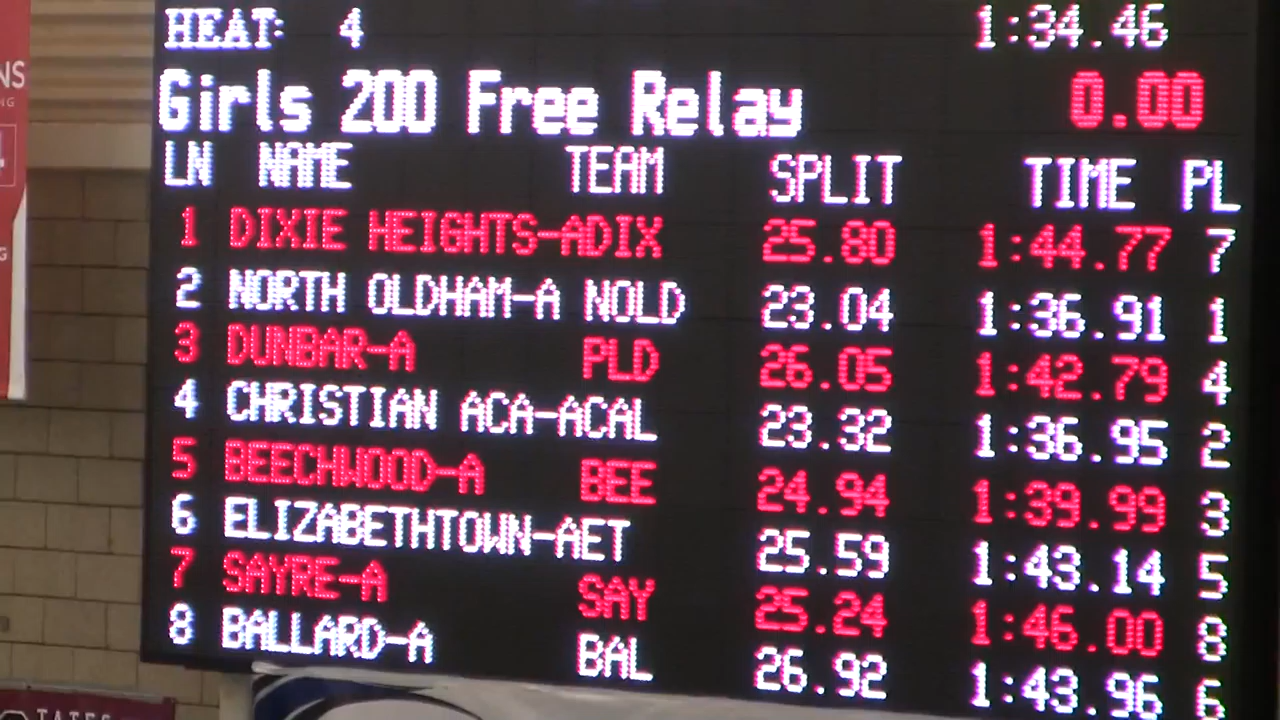 HEAT: 4 1:34.46
Girls 200 Free Relay 0.00
LN NAME TEAM SPLIT TIME PL
1 DIXIE HEIGHTS-ADIX 25.80 1:44.77 7
2 NORTH OLDHAM-A NOLD 23.04 1:36.91 1
3 DUNBAR-A PLD 26.05 1:42.79 4
4 CHRISTIAN ACA-ACAL 23.32 1:36.95 2
5 BEECHWOOD-A BEE 24.94 1:39.99 3
6 ELIZABETHTOWN-AET 25.59 1:43.14 5
7 SAYRE-A SAY 25.24 1:46.00 8
8 BALLARD-A BAL 26.92 1:43.96 6
NS
NG
4
G
TATES